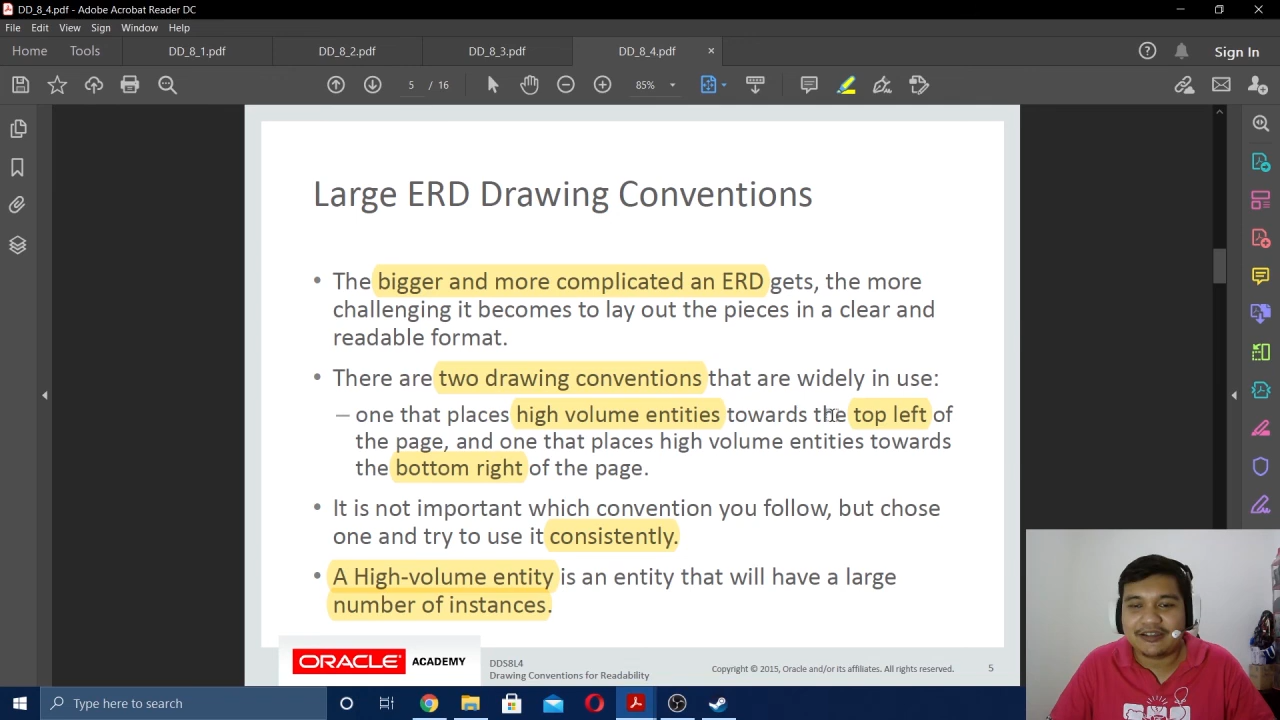 DD_8_4.pdf - Adobe Acrobat Reader DC
File Edit View Sign Window Help
Home Tools DD_8_1.pdf DD_8_2.pdf DD_8_3.pdf DD_8_4.pdf × Sign In
5 / 16 85%
Large ERD Drawing Conventions
• The bigger and more complicated an ERD gets, the more
challenging it becomes to lay out the pieces in a clear and
readable format.
• There are two drawing conventions that are widely in use:
– one that places high volume entities towards the top left of
the page, and one that places high volume entities towards
the bottom right of the page.
• It is not important which convention you follow, but chose
one and try to use it consistently.
• A High-volume entity is an entity that will have a large
number of instances.
ORACLE ACADEMY
DDS8L4
Drawing Conventions for Readability
Copyright © 2015, Oracle and/or its affiliates. All rights reserved.
5
Type here to search